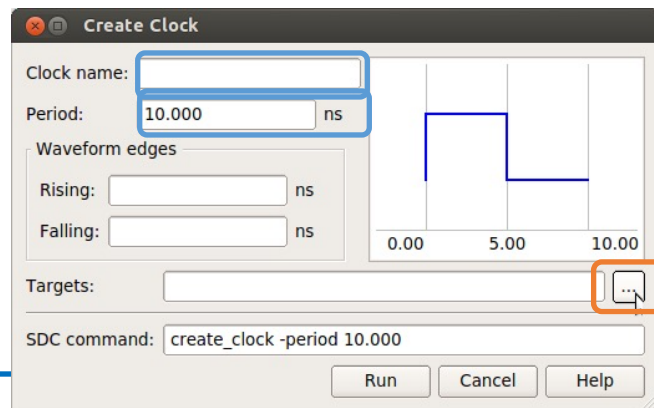 Create Clock
Clock name:
Period: 10.000 ns
Waveform edges
Rising: ns
Falling: ns
0.00 5.00 10.00
Targets: ...
SDC command: create_clock -period 10.000
Run Cancel Help